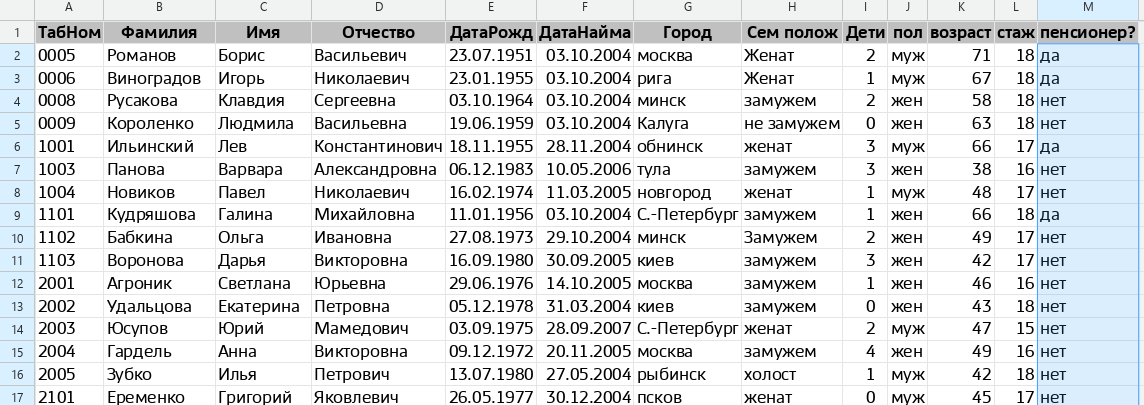 A B C D E F G H I J K L M
1 ТабНом Фамилия Имя Отчество ДатаРожд ДатаНайма Город Сем полож Дети пол возраст стаж пенсионер?
2 0005 Романов Борис Васильевич 23.07.1951 03.10.2004 москва Женат 2 муж 71 18 да
3 0006 Виноградов Игорь Николаевич 23.01.1955 03.10.2004 рига Женат 1 муж 67 18 да
4 0008 Русакова Клавдия Сергеевна 03.10.1964 03.10.2004 минск замужем 2 жен 58 18 нет
5 0009 Короленко Людмила Васильевна 19.06.1959 03.10.2004 Калуга не замужем 0 жен 63 18 нет
6 1001 Ильинский Лев Константинович 18.11.1955 28.11.2004 обнинск женат 3 муж 66 17 да
7 1003 Панова Варвара Александровна 06.12.1983 10.05.2006 тула замужем 3 жен 38 16 нет
8 1004 Новиков Павел Николаевич 16.02.1974 11.03.2005 новгород женат 1 муж 48 17 нет
9 1101 Кудряшова Галина Михайловна 11.01.1956 03.10.2004 С.-Петербург замужем 1 жен 66 18 да
10 1102 Бабкина Ольга Ивановна 27.08.1973 29.10.2004 минск Замужем 2 жен 49 17 нет
11 1103 Воронова Дарья Викторовна 16.09.1980 30.09.2005 киев замужем 3 жен 42 17 нет
12 2001 Агроник Светлана Юрьевна 29.06.1976 14.10.2005 москва замужем 1 жен 46 16 нет
13 2002 Удальцова Екатерина Петровна 05.12.1978 31.03.2004 киев замужем 0 жен 43 18 нет
14 2003 Юсупов Юрий Мамедович 03.09.1975 28.09.2007 С.-Петербург женат 2 муж 47 15 нет
15 2004 Гардель Анна Викторовна 09.12.1972 20.11.2005 москва замужем 4 жен 49 16 нет
16 2005 Зубко Илья Петрович 13.07.1980 27.05.2004 рыбинск холост 1 муж 42 18 нет
17 2101 Еременко Григорий Яковлевич 26.05.1977 30.12.2004 псков женат 0 муж 45 17 нет